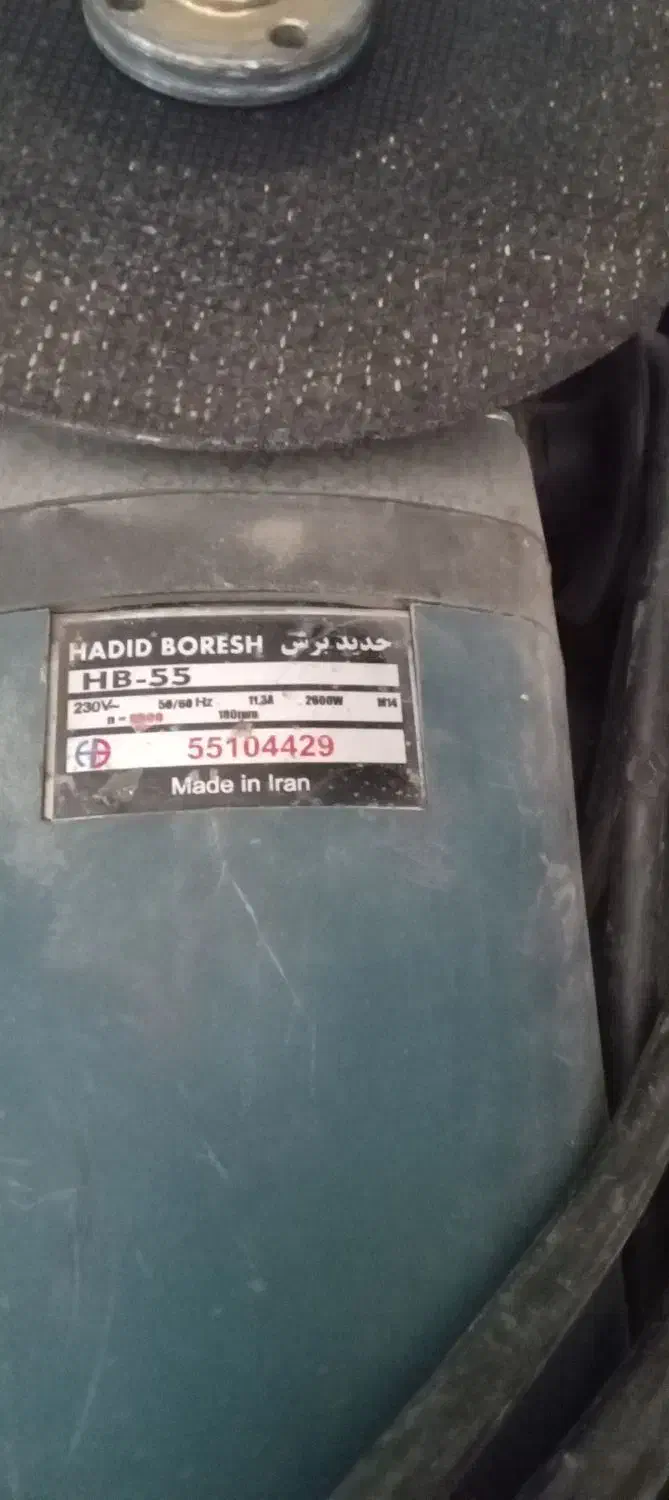 HADID BORESH حدید برش
HB-55
230V~ 50/60 Hz 11.3A 2600W M14
n = 180mm
HB 55104429
Made in Iran